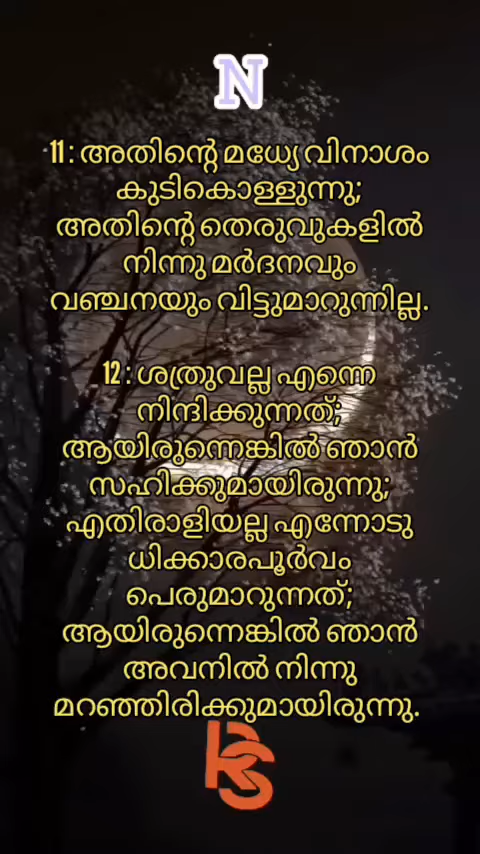 N
11 : അതിന്റെ മധ്യേ വിനാശം
കുടികൊള്ളുന്നു;
അതിന്റെ തെരുവുകളിൽ
നിന്നു മർദനവും
വഞ്ചനയും വിട്ടുമാറുന്നില്ല.
12 : ശത്രുവല്ല എന്നെ
നിന്ദിക്കുന്നത്;
ആയിരുന്നെങ്കിൽ ഞാൻ
സഹിക്കുമായിരുന്നു;
എതിരാളിയല്ല എന്നോടു
ധിക്കാരപൂർവം
പെരുമാറുന്നത്;
ആയിരുന്നെങ്കിൽ ഞാൻ
അവനിൽ നിന്നു
മറഞ്ഞിരിക്കുമായിരുന്നു.